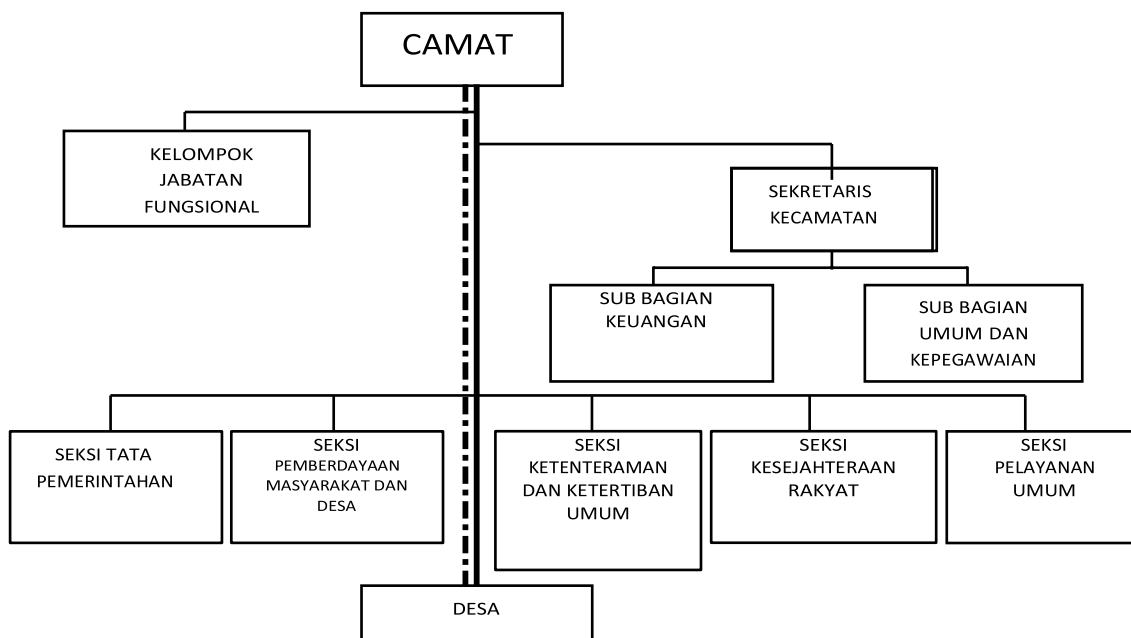 CAMAT
KELOMPOK
JABATAN
FUNGSIONAL
SEKRETARIS
KECAMATAN
SUB BAGIAN
KEUANGAN
SUB BAGIAN
UMUM DAN
KEPEGAWAIAN
SEKSI TATA
PEMERINTAHAN
SEKSI
PEMBERDAYAAN
MASYARAKAT DAN
DESA
SEKSI
KETENTERAMAN
DAN KETERTIBAN
UMUM
SEKSI
KESEJAHTERAAN
RAKYAT
SEKSI
PELAYANAN
UMUM
DESA